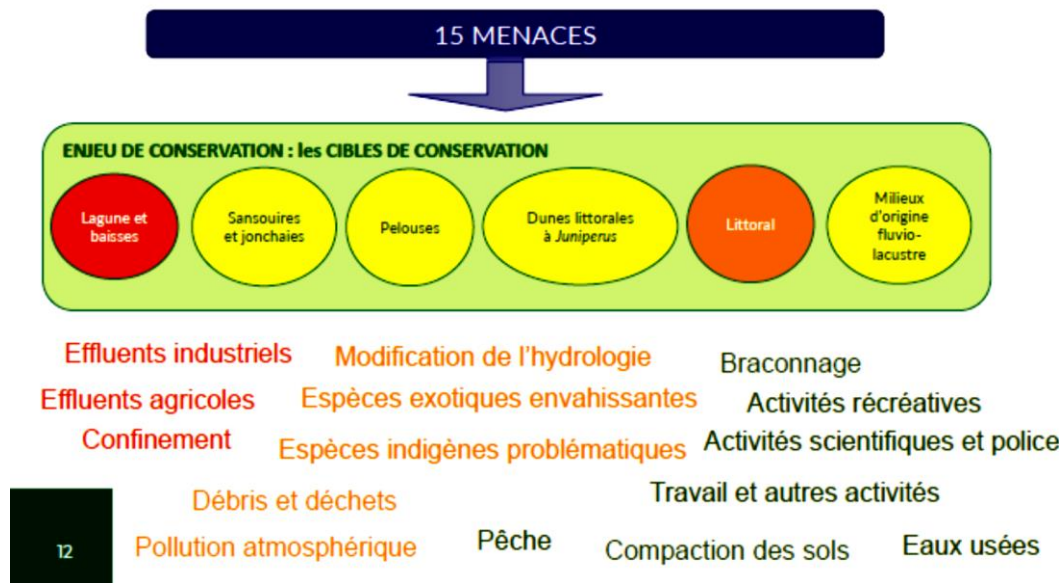 15 MENACES
ENJEU DE CONSERVATION : les CIBLES DE CONSERVATION
Lagune et
baisses
Sansouires
et jonchaies
Pelouses
Dunes littorales
à Juniperus
Littoral
Milieux
d'origine
fluvio-
lacustre
Effluents industriels
Modification de l'hydrologie
Braconnage
Effluents agricoles
Espèces exotiques envahissantes
Activités récréatives
Confinement
Espèces indigènes problématiques
Activités scientifiques et police
Débris et déchets
Travail et autres activités
12
Pollution atmosphérique
Pêche
Compaction des sols
Eaux usées